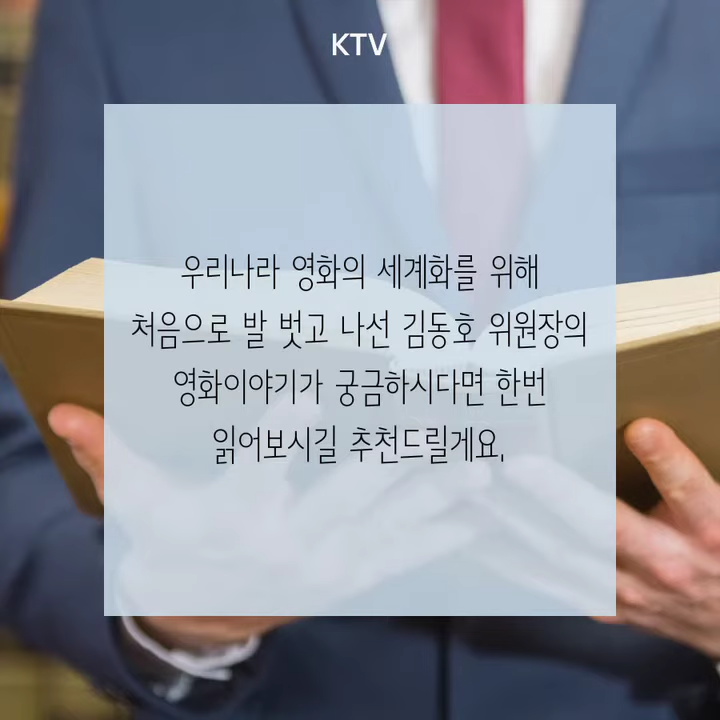 KTV
우리나라 영화의 세계화를 위해
처음으로 발 벗고 나선 김동호 위원장의
영화이야기가 궁금하시다면 한번
읽어보시길 추천드릴게요.